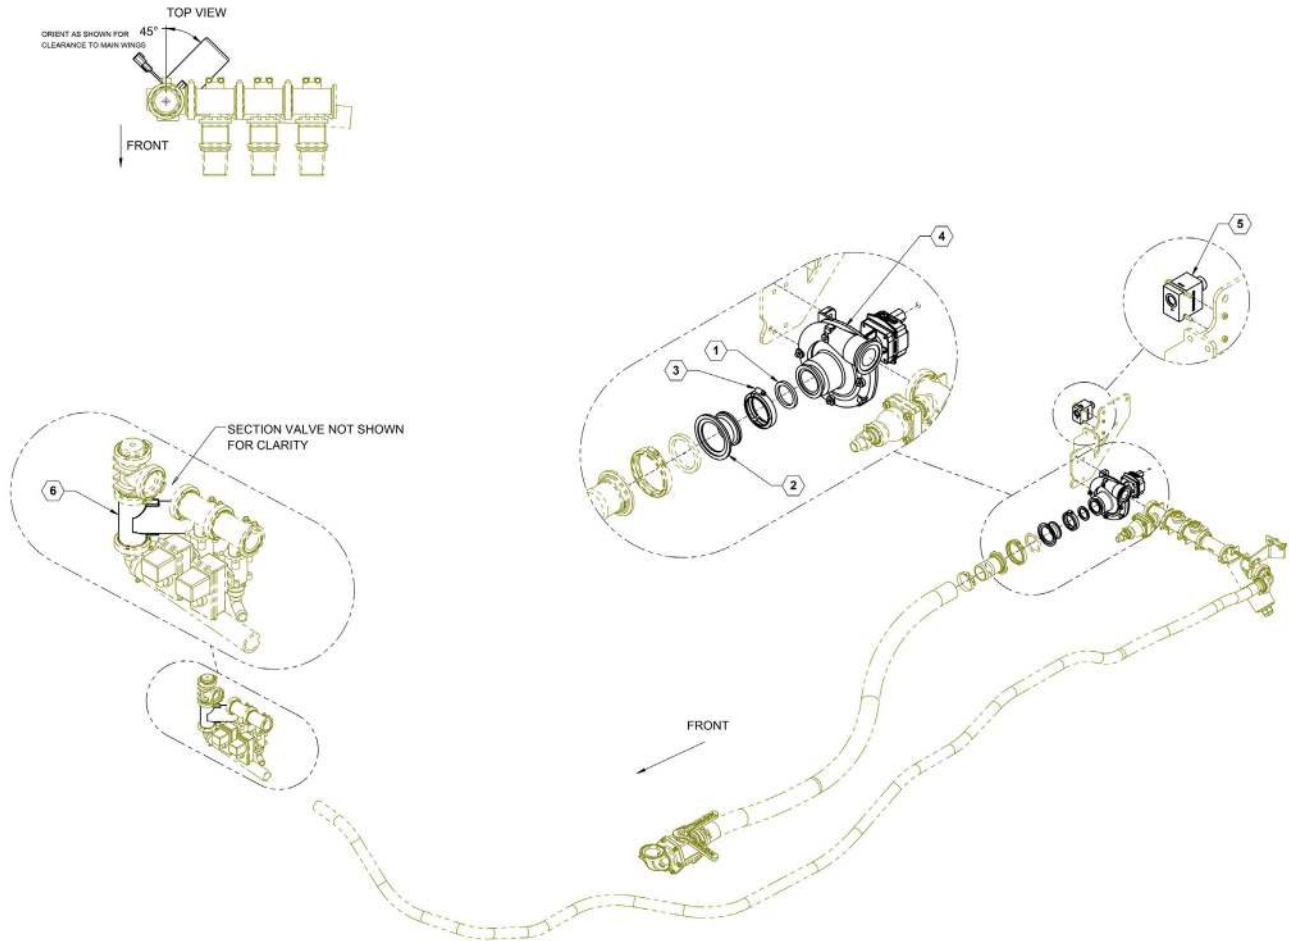 TOP VIEW
ORIENT AS SHOWN FOR
CLEARANCE TO MAIN WINGS
45°
FRONT
4
5
1
3
2
SECTION VALVE NOT SHOWN
FOR CLARITY
6
FRONT